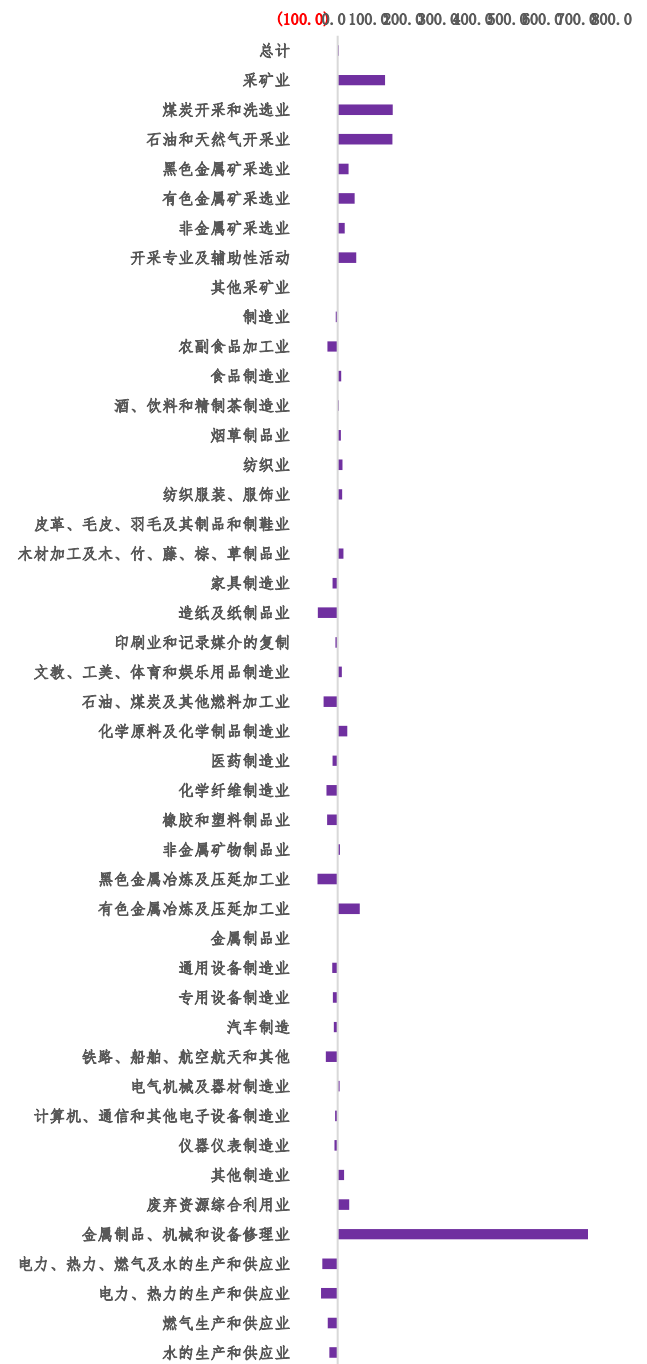 (100.0) 0.0 100.0 200.0 300.0 400.0 500.0 600.0 700.0 800.0
总计
采矿业
煤炭开采和洗选业
石油和天然气开采业
黑色金属矿采选业
有色金属矿采选业
非金属矿采选业
开采专业及辅助性活动
其他采矿业
制造业
农副食品加工业
食品制造业
酒、饮料和精制茶制造业
烟草制品业
纺织业
纺织服装、服饰业
皮革、毛皮、羽毛及其制品和制鞋业
木材加工及木、竹、藤、棕、草制品业
家具制造业
造纸及纸制品业
印刷业和记录媒介的复制
文教、工美、体育和娱乐用品制造业
石油、煤炭及其他燃料加工业
化学原料及化学制品制造业
医药制造业
化学纤维制造业
橡胶和塑料制品业
非金属矿物制品业
黑色金属冶炼及压延加工业
有色金属冶炼及压延加工业
金属制品业
通用设备制造业
专用设备制造业
汽车制造
铁路、船舶、航空航天和其他
电气机械及器材制造业
计算机、通信和其他电子设备制造业
仪器仪表制造业
其他制造业
废弃资源综合利用业
金属制品、机械和设备修理业
电力、热力、燃气及水的生产和供应业
电力、热力的生产和供应业
燃气生产和供应业
水的生产和供应业